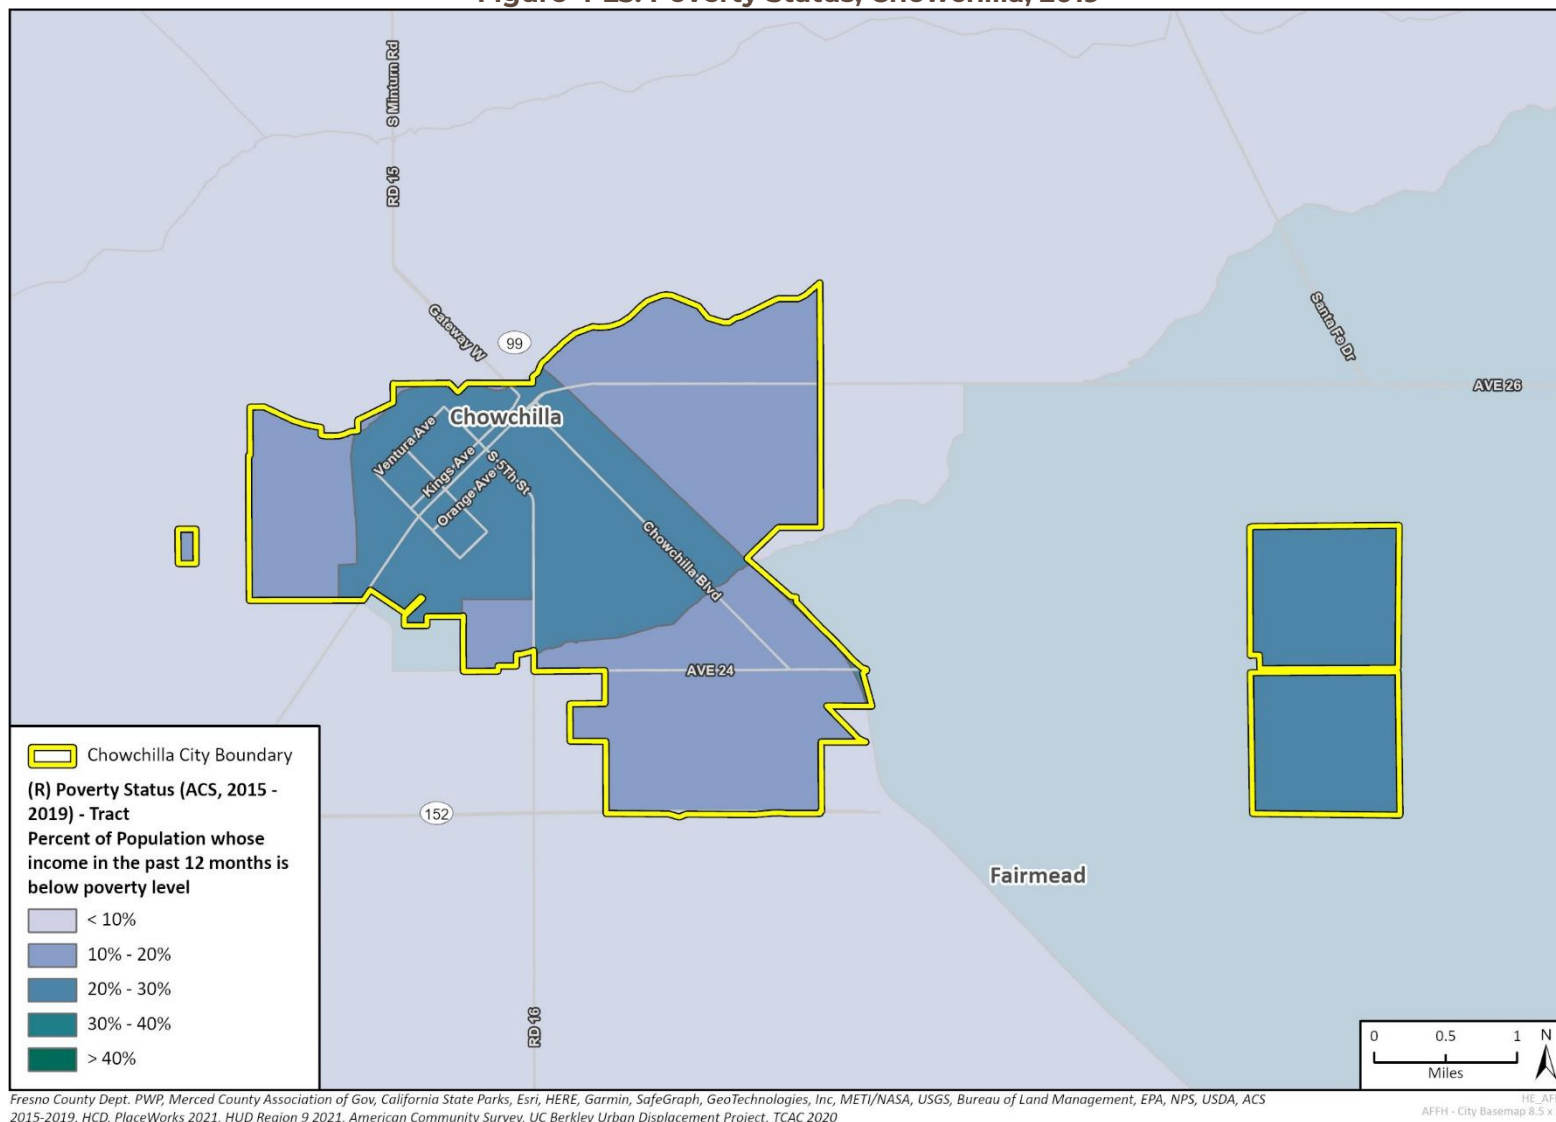 S Minturn Rd
RD 15
Gateway W
99
Santa Fe Dr
AVE 26
Chowchilla
Ventura Ave
Kings Ave
S 5Th St
Orange Ave
Chowchilla Blvd
AVE 24
152
Fairmead
RD 16
Chowchilla City Boundary
(R) Poverty Status (ACS, 2015 -
2019) - Tract
Percent of Population whose
income in the past 12 months is
below poverty level
< 10%
10% - 20%
20% - 30%
30% - 40%
> 40%
0 0.5 1
Miles
N
Fresno County Dept. PWP, Merced County Association of Gov, California State Parks, Esri, HERE, Garmin, SafeGraph, GeoTechnologies, Inc, METI/NASA, USGS, Bureau of Land Management, EPA, NPS, USDA, ACS
2015-2019, HCD, PlaceWorks 2021, HUD Region 9 2021, American Community Survey, UC Berkley Urban Displacement Project, TCAC 2020
AFFH - City Basemap 8.5 x